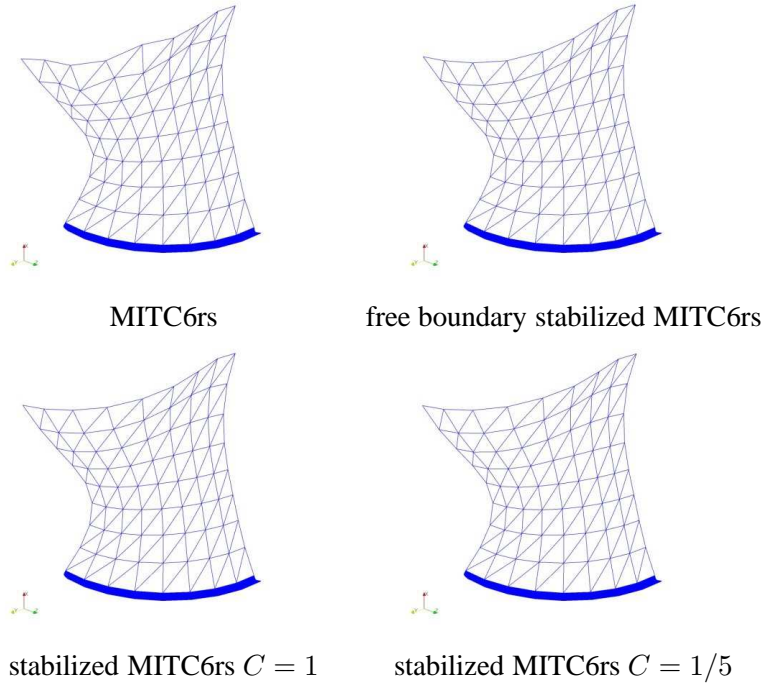 MITC6rs
free boundary stabilized MITC6rs
stabilized MITC6rs C = 1
stabilized MITC6rs C = 1/5